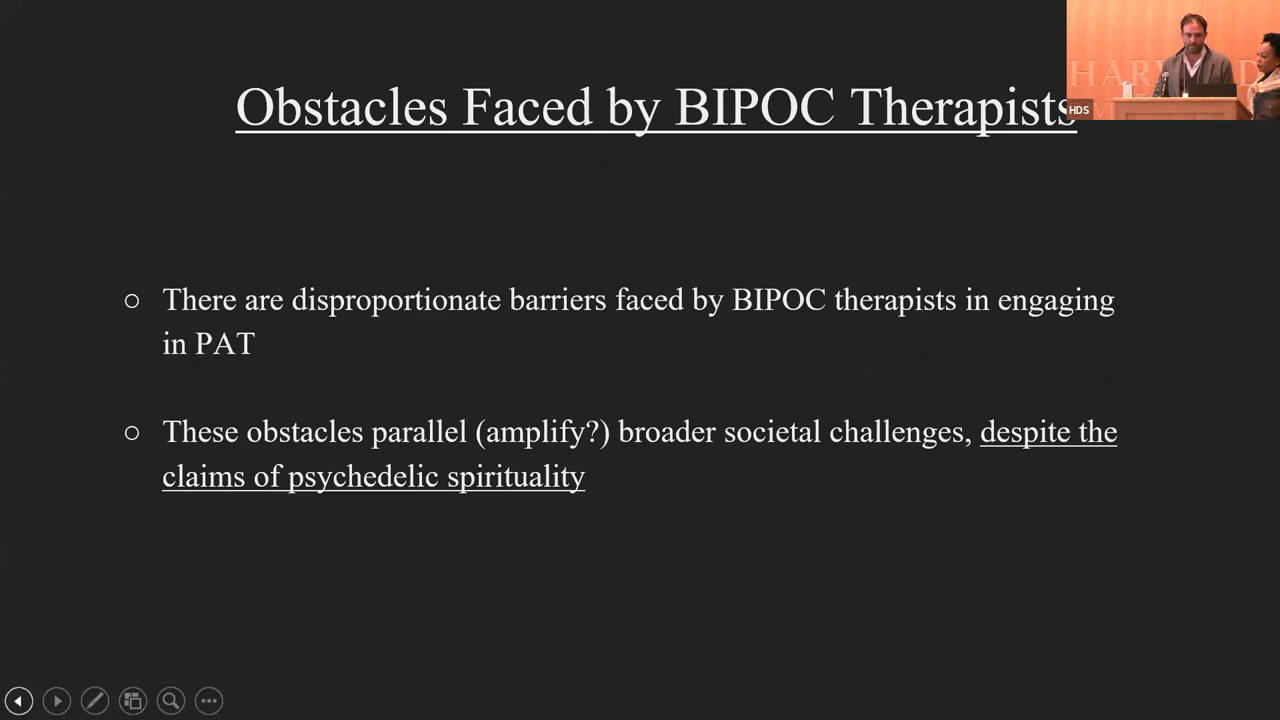 Obstacles Faced by BIPOC Therapists
HARVARD
HDS
○ There are disproportionate barriers faced by BIPOC therapists in engaging
in PAT
○ These obstacles parallel (amplify?) broader societal challenges, despite the
claims of psychedelic spirituality